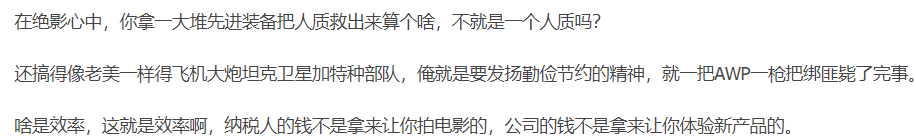 在绝影心中，你拿一大堆先进装备把人质救出来算个啥，不就是一个人质吗？
还搞得像老美一样得飞机大炮坦克卫星加特种部队，俺就是要发扬勤俭节约的精神，就一把AWP一枪把绑匪毙了完事。
啥是效率，这就是效率啊，纳税人的钱不是拿来让你拍电影的，公司的钱不是拿来让你体验新产品的。